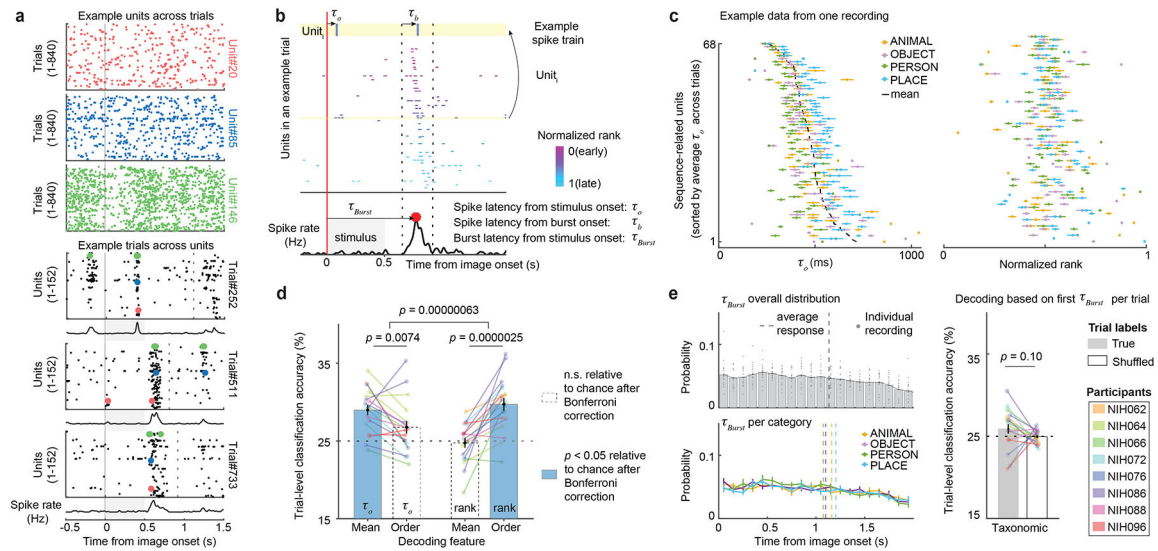 a
Example units across trials
Trials
(1-840)
Unit#20
Trials
(1-840)
Unit#85
Trials
(1-840)
Unit#146
Example trials across units
Units
(1-152)
Trial#252
Units
(1-152)
Trial#511
Units
(1-152)
Trial#733
Spike rate
(Hz)
-0.5 0 0.5 1 1.5
Time from image onset (s)
b
τo
τb
Example
spike train
Uniti
Uniti
Units in an example trial
Normalized rank
0(early)
1(late)
τBurst
Spike latency from stimulus onset: τo
Spike latency from burst onset: τb
Burst latency from stimulus onset: τBurst
Spike rate
(Hz)
stimulus
0 0.5
Time from image onset (s)
c
Example data from one recording
68
1
Sequence-related units
(sorted by average τo across trials)
ANIMAL
OBJECT
PERSON
PLACE
mean
0 1000
τo (ms)
0 1
Normalized rank
d
p = 0.00000063
p = 0.0074
p = 0.0000025
Trial-level classification accuracy (%)
35
25
15
τo
τo
rank
rank
Mean Order Mean Order
Decoding feature
n.s. relative
to chance after
Bonferroni
correction
p < 0.05 relative
to chance after
Bonferroni
correction
e
τBurst overall distribution
average
response
Individual
recording
Probability
0.1
0
τBurst per category
ANIMAL
OBJECT
PERSON
PLACE
Probability
0.1
0
0 0.5 1 1.5
Time from image onset (s)
Decoding based on first τBurst per trial
Trial-level classification accuracy (%)
35
25
15
p = 0.10
Taxonomic
Trial labels
True
Shuffled
Participants
NIH062
NIH064
NIH066
NIH072
NIH076
NIH086
NIH088
NIH096